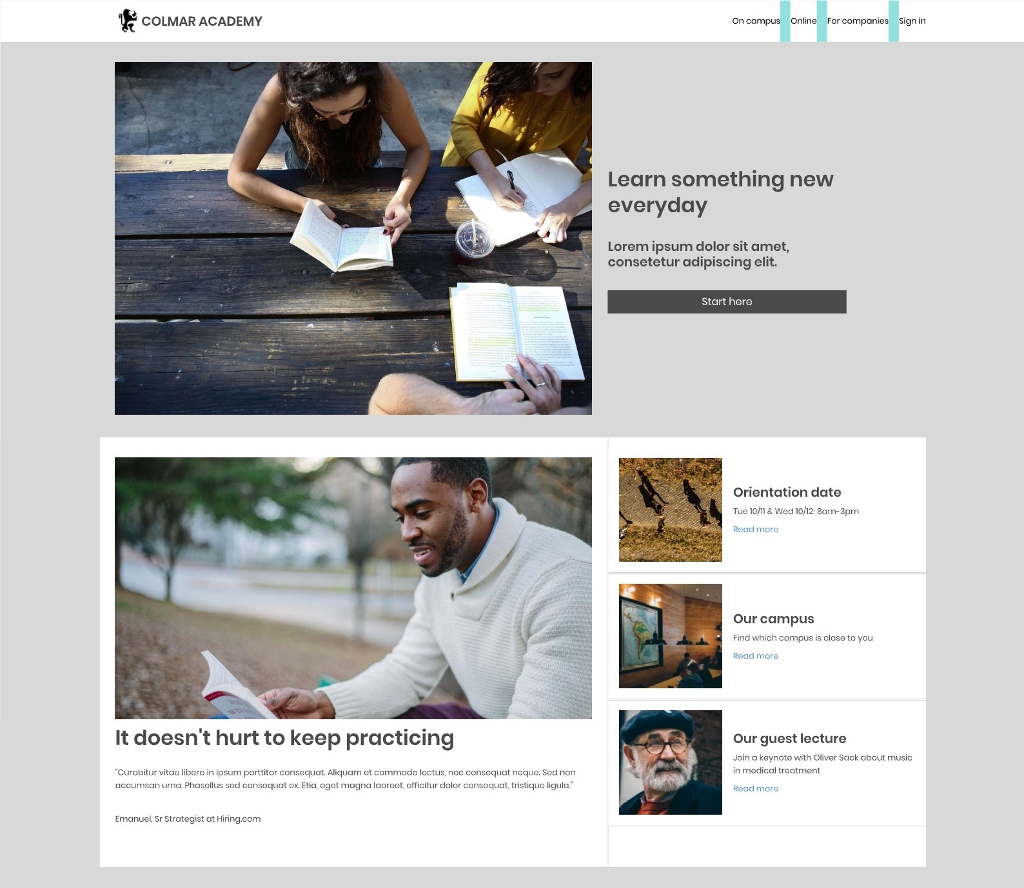 COLMAR ACADEMY
On campus Online For companies Sign in
Learn something new
everyday
Lorem ipsum dolor sit amet,
consetetur adipiscing elit.
Start here
Orientation date
Tue 10/11 & Wed 10/12: 8am-3pm
Read more
Our campus
Find which campus is close to you
Read more
Our guest lecture
Join a keynote with Oliver Sack about music
in medical treatment
Read more
It doesn't hurt to keep practicing
"Curabitur vitae libero in ipsum porttitor consequat. Aliquam et commodo lectus, nec consequat neque. Sed non
accumsan urna. Phasellus sed consequat ex. Etia, eget magna laoreet, efficitur dolor consequat, tristique ligula."
Emanuel, Sr Strategist at Hiring.com